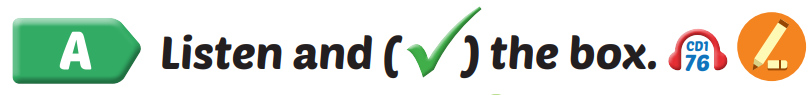 A Listen and (✓) the box. CD1 76